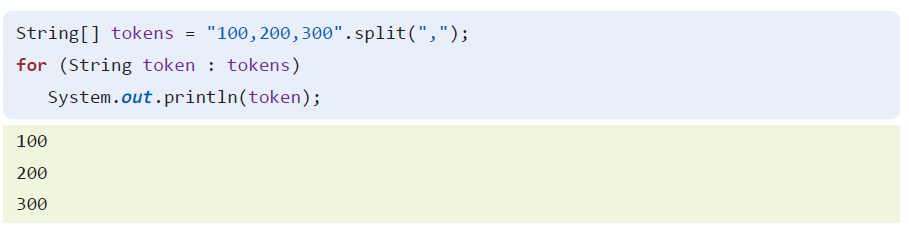 String[] tokens = "100,200,300".split(",");
for (String token : tokens)
   System.out.println(token);
100
200
300